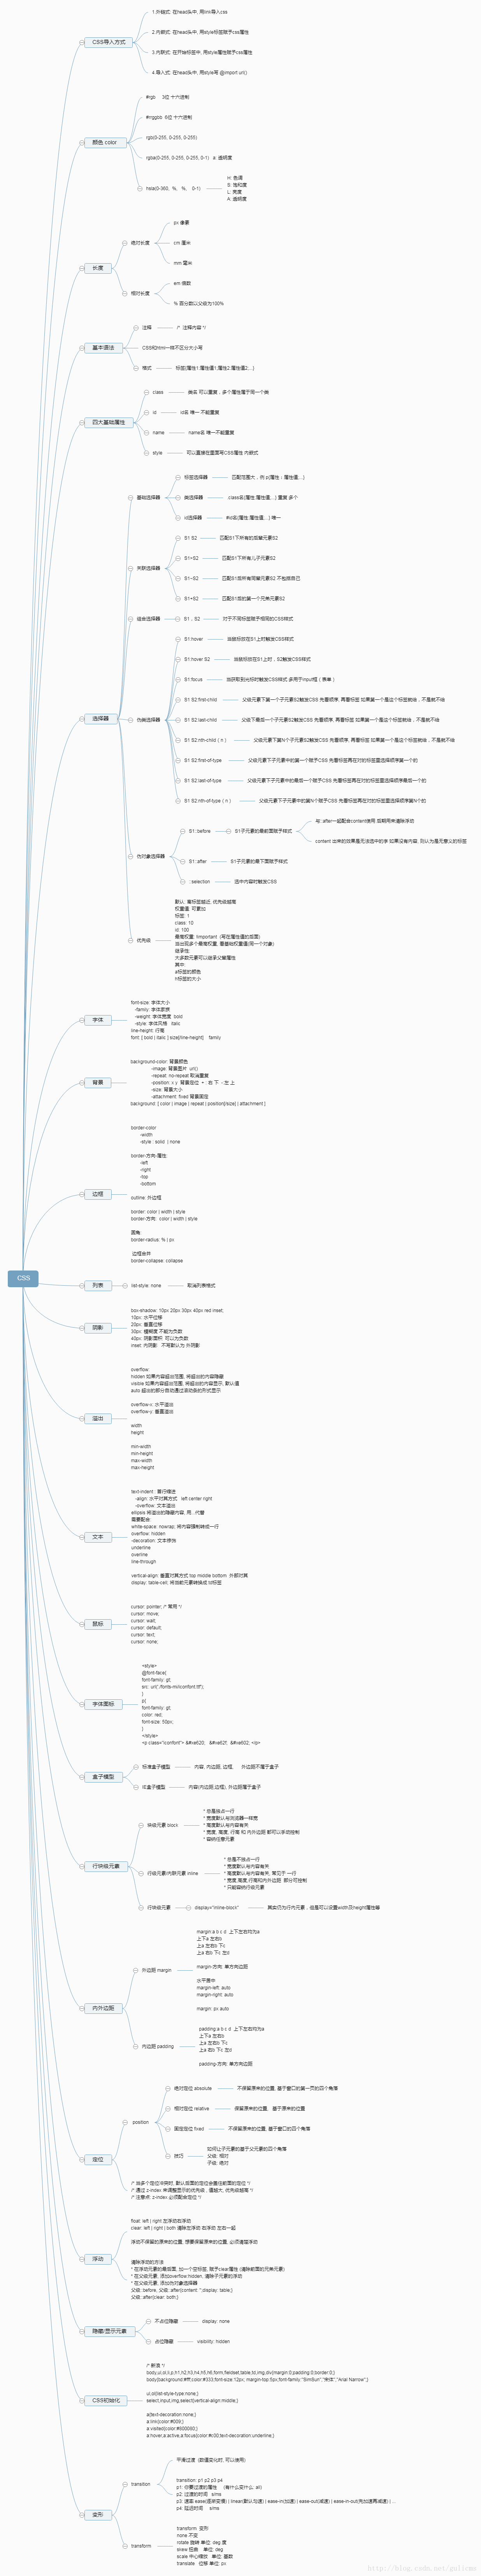 CSS
CSS导入方式
1.外链式 在head头中, 用link导入css
2.内嵌式 在head头中, 用style标签赋予css属性
3.内联式 在开始标签中, 用style属性赋予css属性
4.导入式 在head头中, 用style写 @import url()
颜色 color
#rgb 3位 十六进制
#rrggbb 6位 十六进制
rgb(0-255, 0-255, 0-255)
rgba(0-255, 0-255, 0-255, 0-1) a: 透明度
hsla(0-360, %, %, 0-1)
H: 色调
S: 饱和度
L: 亮度
A: 透明度
长度
绝对长度
px 像素
cm 厘米
mm 毫米
相对长度
em 倍数
% 百分数以父级为100%
基本语法
注释
/* 注释内容 */
CSS和html一样不区分大小写
格式
标签{属性1:属性值1;属性2:属性值2;...}
四大基础属性
class
类名 可以重复，多个属性属于同一个类
id
id名 唯一 不能重复
name
name名 唯一不能重复
style
可以直接在里面写CSS属性 内嵌式
选择器
基础选择器
标签选择器
匹配范围大，例 p{属性：属性值;...}
类选择器
.class名{属性:属性值;...} 重复 多个
id选择器
#id名{属性:属性值;...} 唯一
关联选择器
S1 S2
匹配S1下所有的后辈元素S2
S1>S2
匹配S1下所有儿子元素S2
S1~S2
匹配S1后所有同辈元素S2 不包括自己
S1+S2
匹配S1后的第一个兄弟元素S2
组合选择器
S1 , S2
对于不同标签赋予相同的CSS样式
伪类选择器
S1:hover
当鼠标放在S1上时触发CSS样式
S1:hover S2
当鼠标放在S1上时，S2触发CSS样式
S1:focus
当获取到光标时触发CSS样式 多用于input框 ( 表单 )
S1 S2:first-child
父级元素下第一个子元素S2触发CSS 先看顺序, 再看标签 如果第一个是这个标签就给，不是就不给
S1 S2:last-child
父级下最后一个子元素S2触发CSS 先看顺序, 再看标签 如果第一个是这个标签就给，不是就不给
S1 S2:nth-child ( n )
父级元素下第N个子元素S2触发CSS 先看顺序, 再看标签 如果第一个是这个标签就给，不是就不给
S1 S2:first-of-type
父级元素下子元素中的第一个赋予CSS 先看标签再在对的标签里选择顺序第一个的
S1 S2:last-of-type
父级元素下子元素中的最后一个赋予CSS 先看标签再在对的标签里选择顺序最后一个的
S1 S2:nth-of-type ( n )
父级元素下子元素中的第N个赋予CSS 先看标签再在对的标签里选择顺序第N个的
伪对象选择器
S1::before
S1子元素的最前面赋予样式
与::after一起配合content使用 后期用来清除浮动
content 出来的效果是无法选中的字 如果没有内容, 则认为是无意义的标签
S1::after
S1子元素的最下面赋予样式
::selection
选中内容时触发CSS
优先级
默认: 离标签越近, 优先级越高
权重值: 可累加
标签: 1
class: 10
id: 100
最高权重: !important (写在属性值的后面)
当出现多个最高权重, 看基础权重值(同一个对象)
继承性:
大多数元素可以继承父辈属性
其中:
a标签的颜色
h标签的大小
字体
font-size: 字体大小
-family: 字体家族
-weight: 字体宽度 bold
-style: 字体风格 italic
line-height: 行高
font: [ bold | italic | size[/line-height] family
背景
background-color: 背景颜色
-image: 背景图片 url()
-repeat: no-repeat 取消重复
-position: x y 背景定位 + : 右 下 -:左 上
-size: 背景大小
-attachment: fixed 背景固定
background: [ color | image | repeat | position[/size] | attachment ]
边框
border-color
-width
-style : solid | none
border-方向-属性:
-left
-right
-top
-bottom
outline: 外边框
border: color | width | style
border-方向: color | width | style
圆角:
border-radius: % | px
边框合并
border-collapse: collapse
列表
list-style: none
取消列表样式
阴影
box-shadow: 10px 20px 30px 40px red inset;
10px: 水平位移
20px: 垂直位移
30px: 模糊度 不能为负数
40px: 阴影面积 可以为负数
inset: 内阴影 不写默认为 外阴影
溢出
overflow:
hidden 如果内容超出范围, 将超出的内容隐藏
visible 如果内容超出范围, 将超出的内容显示, 默认值
auto 超出的部分自动通过滚动条的形式显示
overflow-x: 水平溢出
overflow-y: 垂直溢出
width
height
min-width
min-height
max-width
max-height
文本
text-indent : 首行缩进
-align: 水平对其方式 left center right
-overflow: 文本溢出
ellipsis 将溢出的隐藏内容, 用...代替
需要配合:
white-space: nowrap; 将内容强制转成一行
overflow: hidden
-decoration: 文本修饰
underline
overline
line-through
vertical-align: 垂直对其方式 top middle bottom 外部对其
display: table-cell; 将当前元素转换成 td标签
鼠标
cursor: pointer; /* 常用 */
cursor: move;
cursor: wait;
cursor: default;
cursor: text;
cursor: none;
字体图标
<style>
@font-face{
font-family: gf;
src: url("./fonts-m/iconfont.ttf");
}
p{
font-family: gf;
color: red;
font-size: 50px;
}
</style>
<p class="iconfont"> &#xe620; &#xe62f; &#xe602; </p>
盒子模型
标准盒子模型
内容, 内边距, 边框, 外边距不属于盒子
IE盒子模型
内容(内边距,边框), 外边距属于盒子
行块级元素
块级元素 block
* 总是独占一行
* 宽度默认与浏览器一样宽
* 高度默认与内容有关
* 宽度, 高度, 行高 和 内外边距 都可以手动控制
* 容纳任意元素
行级元素/内联元素 inline
* 总是不独占一行
* 宽度默认与内容有关
* 高度默认与内容有关, 常见于 一行
* 宽度,高度,行高和内外边距 部分可控制
* 只能容纳行级元素
行块级元素
display="inline-block"
其实仍为行内元素，但是可以设置width及height属性等
内外边距
外边距 margin
margin:a b c d 上下左右均为a
上下a 左右b
上a 左右b 下c
上a 右b 下c 左d
margin-方向: 单方向边距
水平居中
margin-left: auto
margin-right: auto
margin: px auto
内边距 padding
padding:a b c d 上下左右均为a
上下a 左右b
上a 左右b 下c
上a 右b 下c 左d
padding-方向: 单方向边距
定位
position
绝对定位 absolute
不保留原来的位置, 基于窗口的第一页的四个角落
相对定位 relative
保留原来的位置, 基于原来的位置
固定定位 fixed
不保留原来的位置, 基于窗口的四个角落
技巧
如何让子元素的基于父元素的四个角落
父级: 相对
子级: 绝对
/* 当多个定位冲突时, 默认后面的定位会盖住前面的定位 */
/* 通过 z-index 来调整显示的优先级 , 值越大, 优先级越高 */
/* 注意点: z-index 必须配合定位 */
浮动
float: left | right 左浮动右浮动
clear: left | right | both 清除左浮动 右浮动 左右一起
浮动不保留的原来的位置, 想要保留原来的位置, 必须清楚浮动
清除浮动的方法
* 在浮动元素的最后面, 加一个空标签, 赋予clear属性 (清除前面的兄弟元素)
* 在父级元素, 添加overflow:hidden, 清除子元素的浮动
* 在父级元素, 添加伪对象选择器
父级::before, 父级::after{content: ' ';display: table;}
父级::after{clear: both;}
隐藏/显示元素
不占位隐藏
display: none
占位隐藏
visibility: hidden
CSS初始化
/* 新浪 */
body,ul,ol,li,p,h1,h2,h3,h4,h5,h6,form,fieldset,table,td,img,div{margin:0;padding:0;border:0;}
body{background:#fff;color:#333;font-size:12px; margin-top:5px;font-family:"SimSun","宋体","Arial Narrow";}
ul,ol{list-style-type:none;}
select,input,img,select{vertical-align:middle;}
a{text-decoration:none;}
a:link{color:#009;}
a:visited{color:#800080;}
a:hover,a:active,a:focus{color:#c00;text-decoration:underline;}
变形
transition
平滑过渡 (数值变化时, 可以使用)
transition: p1 p2 p3 p4
p1: 你要过渡的属性 (有什么变什么: all)
p2: 过渡的时间 s/ms
p3: 速率:ease(逐渐变慢) | linear(默认匀速) | ease-in(加速) | ease-out(减速) | ease-in-out(先加速再减速) | ...
p4: 延迟时间 s/ms
transform
transform 变形
none 不变
rotate 旋转 单位: deg 度
skew 扭曲 单位: deg
scale 中心缩放 单位: 基数
translate 位移 单位: px